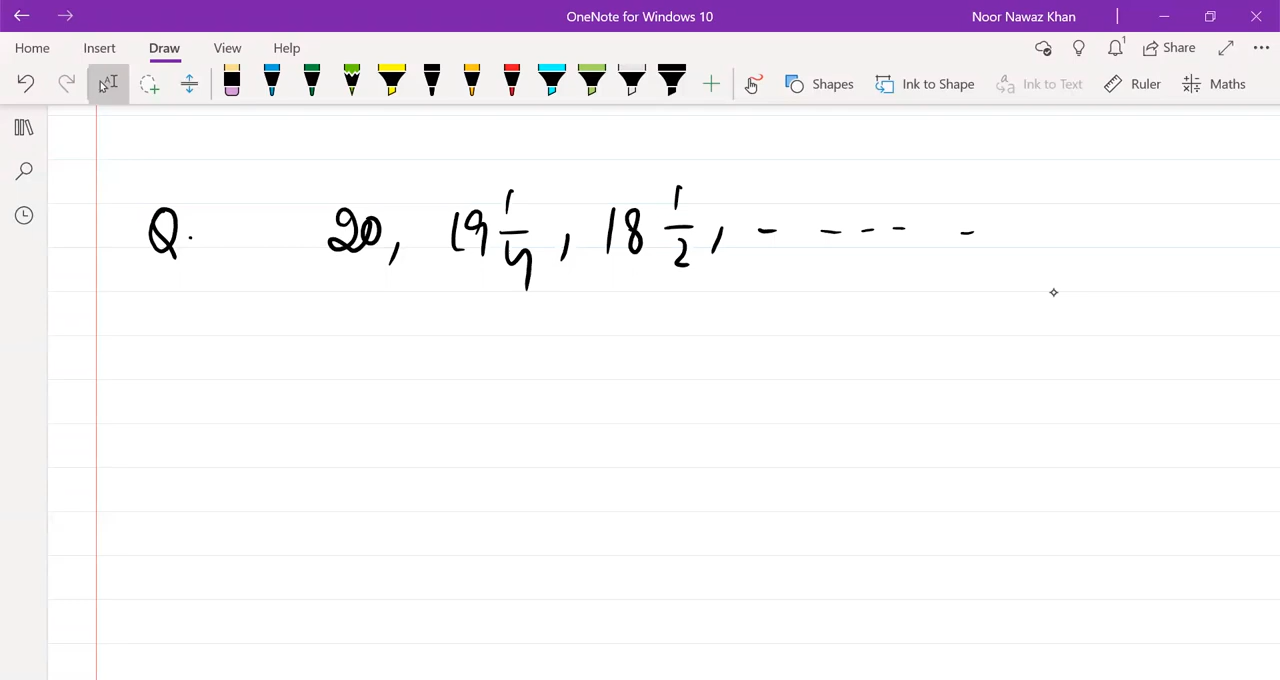 OneNote for Windows 10 Noor Nawaz Khan
Home Insert Draw View Help 1 Share
Shapes Ink to Shape Ink to Text Ruler Maths
Q. 20, 19 1/4, 18 1/2, - - - - - -